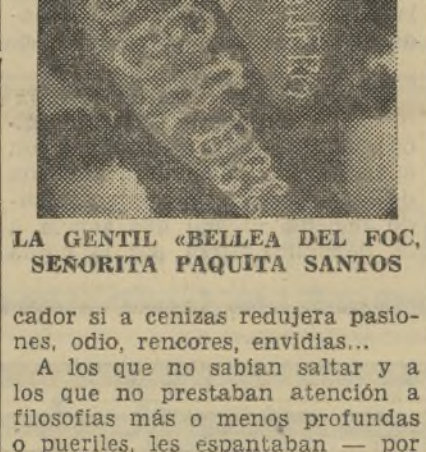 LA GENTIL «BELLEA DEL FOC,
SEÑORITA PAQUITA SANTOS
cador si a cenizas redujera pasio-
nes, odio, rencores, envidias...
A los que no sabían saltar y a
los que no prestaban atención a
filosofías más o menos profundas
o pueriles, les espantaban — por